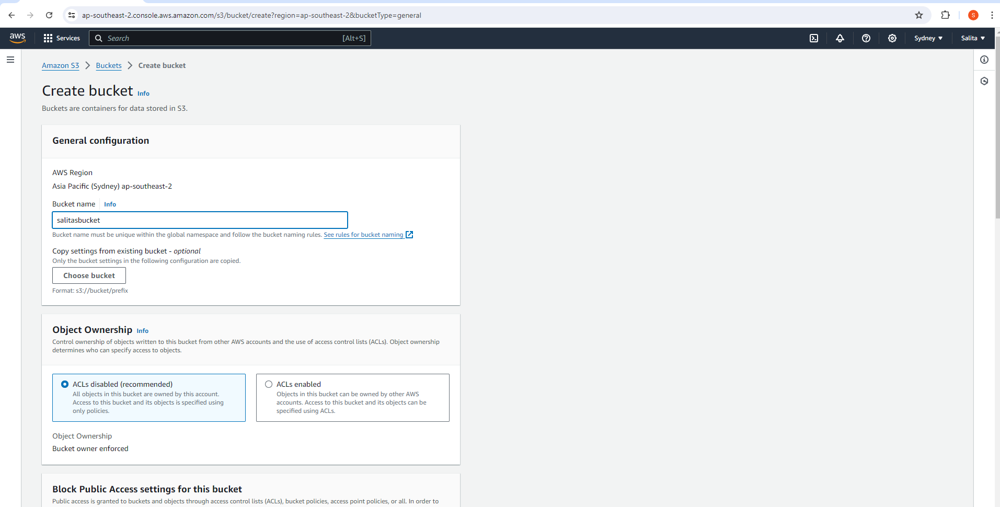 ap-southeast-2.console.aws.amazon.com/s3/bucket/create?region=ap-southeast-2&bucketType=general
S
aws
Services
Search
[Alt+S]
Sydney
Salita
Amazon S3
Buckets
Create bucket
Create bucket Info
Buckets are containers for data stored in S3.
General configuration
AWS Region
Asia Pacific (Sydney) ap-southeast-2
Bucket name Info
salitasbucket
Bucket name must be unique within the global namespace and follow the bucket naming rules. See rules for bucket naming
Copy settings from existing bucket - optional
Only the bucket settings in the following configuration are copied.
Choose bucket
Format: s3://bucket/prefix
Object Ownership Info
Control ownership of objects written to this bucket from other AWS accounts and the use of access control lists (ACLs). Object ownership
determines who can specify access to objects.
ACLs disabled (recommended)
All objects in this bucket are owned by this account.
Access to this bucket and its objects is specified using
only policies.
ACLs enabled
Objects in this bucket can be owned by other AWS
accounts. Access to this bucket and its objects can be
specified using ACLs.
Object Ownership
Bucket owner enforced
Block Public Access settings for this bucket
Public access is granted to buckets and objects through access control lists (ACLs), bucket policies, access point policies, or all. In order to